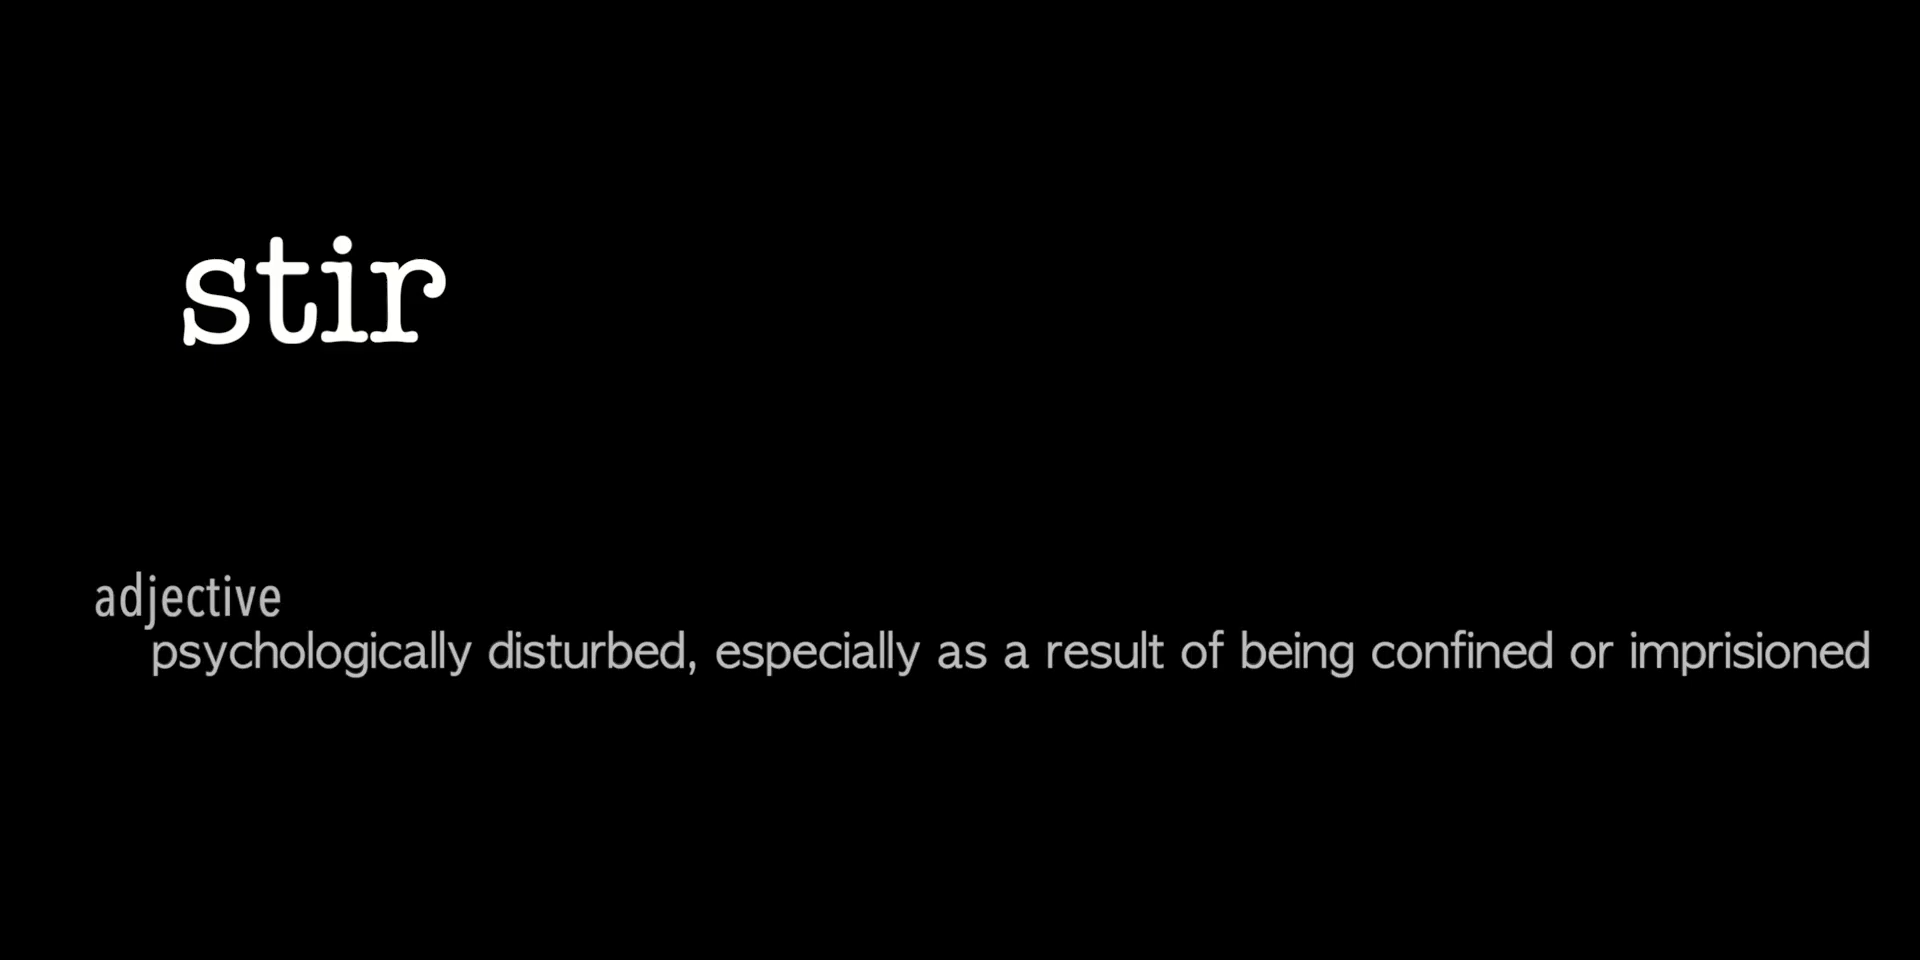 stir
adjective
psychologically disturbed, especially as a result of being confined or imprisioned